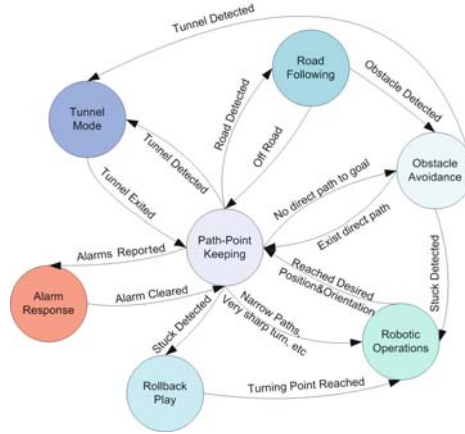 Tunnel Detected
Road
Following
Obstacle Detected
Tunnel
Mode
Road Detected
Off Road
Tunnel Detected
Obstacle
Avoidance
No direct path to goal
Tunnel Exited
Exist direct path
Path-Point
Keeping
Alarms Reported
Reached Desired
Position&Orientation
Stuck Detected
Alarm
Response
Alarm Cleared
Narrow Paths,
Very sharp turn, etc
Stuck Detected
Robotic
Operations
Rollback
Play
Turning Point Reached